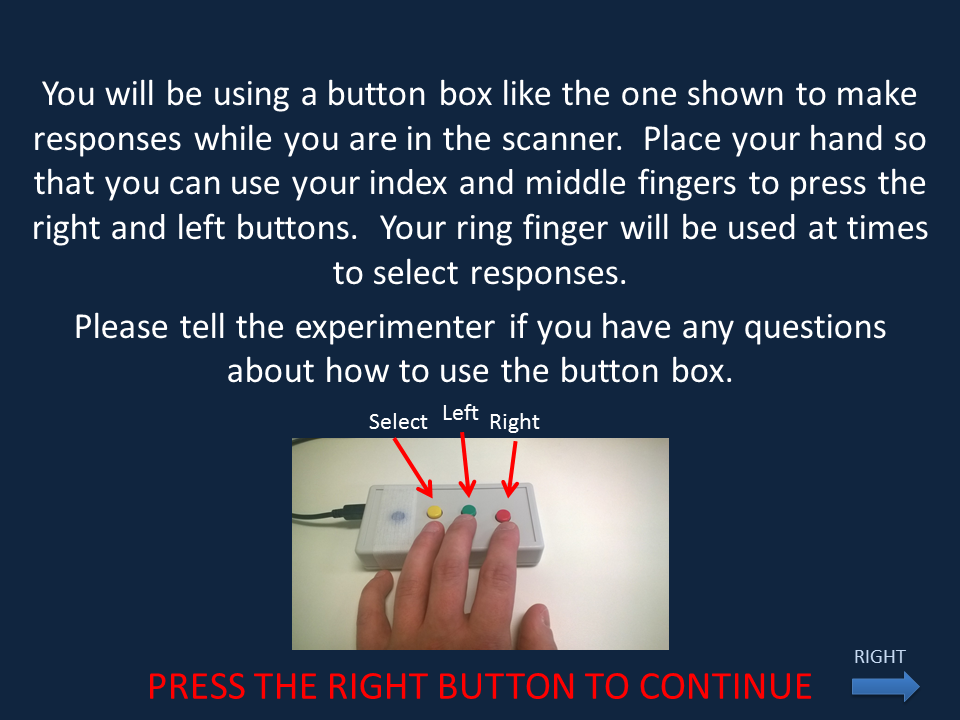 You will be using a button box like the one shown to make
responses while you are in the scanner.  Place your hand so
that you can use your index and middle fingers to press the
right and left buttons.  Your ring finger will be used at times
to select responses.
Please tell the experimenter if you have any questions
about how to use the button box.
Select Left Right
RIGHT
PRESS THE RIGHT BUTTON TO CONTINUE